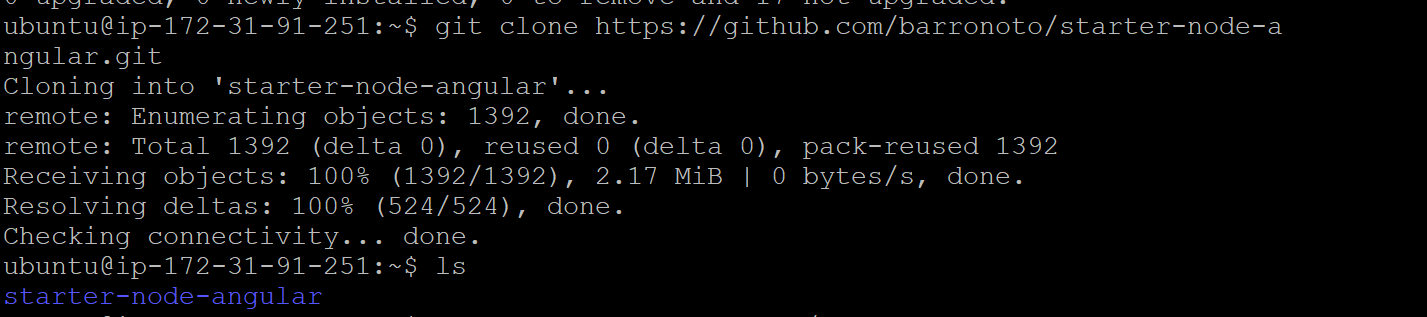 0 upgraded, 0 newly installed, 0 to remove and 17 not upgraded.
ubuntu@ip-172-31-91-251:~$ git clone https://github.com/barronoto/starter-node-a
ngular.git
Cloning into 'starter-node-angular'...
remote: Enumerating objects: 1392, done.
remote: Total 1392 (delta 0), reused 0 (delta 0), pack-reused 1392
Receiving objects: 100% (1392/1392), 2.17 MiB | 0 bytes/s, done.
Resolving deltas: 100% (524/524), done.
Checking connectivity... done.
ubuntu@ip-172-31-91-251:~$ ls
starter-node-angular